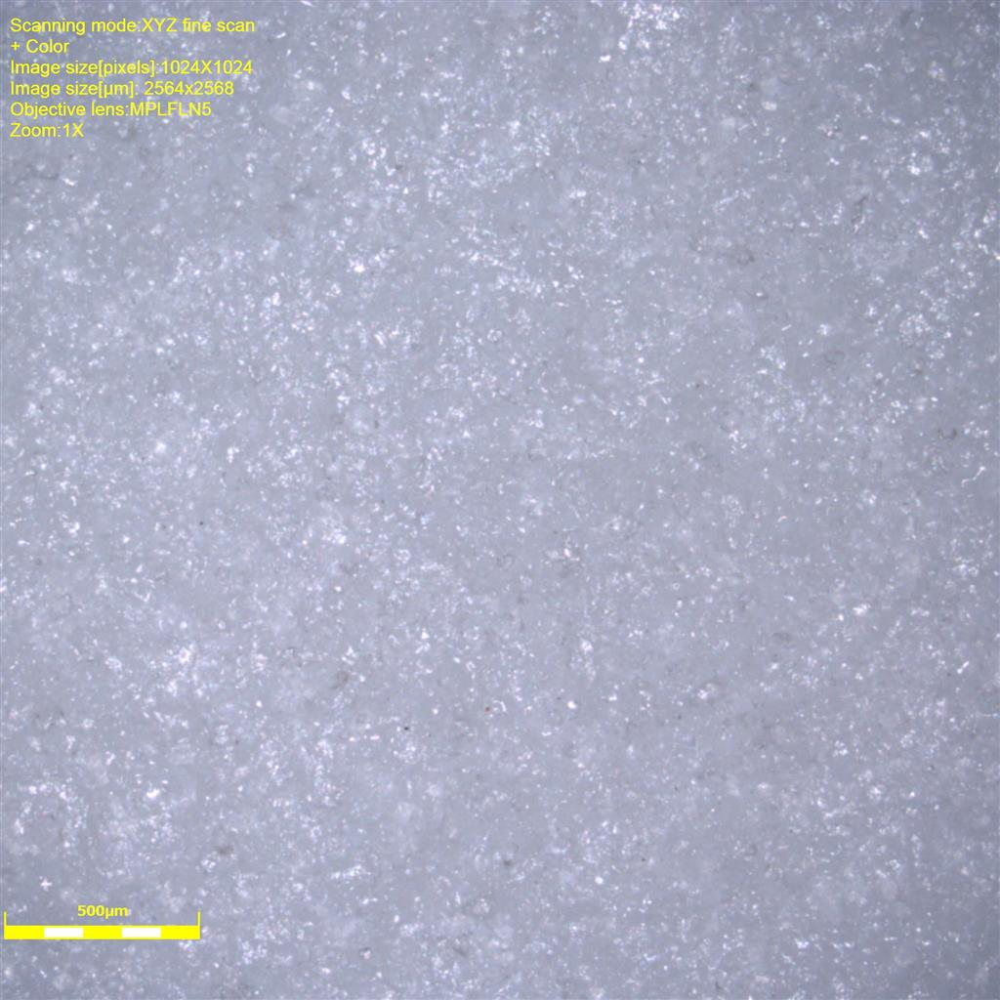 Scanning mode:XYZ fine scan
+ Color
Image size[pixels]:1024X1024
Image size[µm]: 2564x2568
Objective lens:MPLFLN5
Zoom:1X
500µm